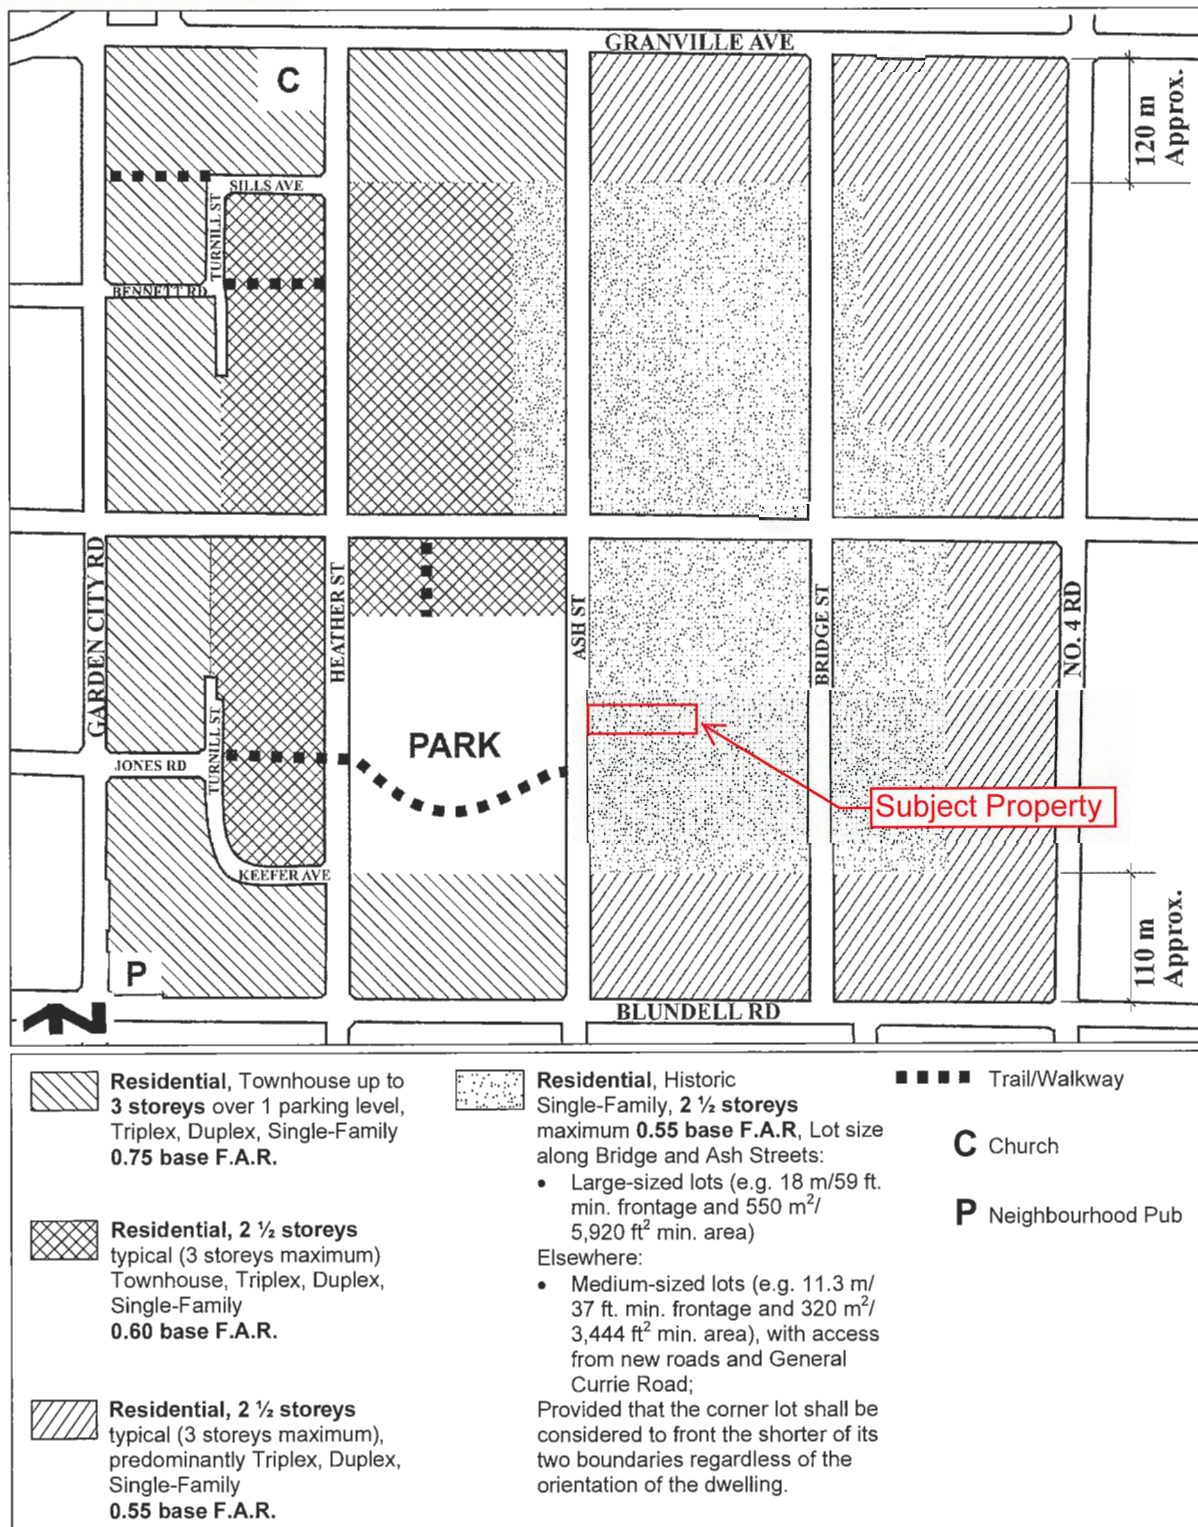 GRANVILLE AVE
C
120 m
Approx.
SILLS AVE
TURNILL ST
BENNETT RD
GARDEN CITY RD
HEATHER ST
ASH ST
BRIDGE ST
NO. 4 RD
PARK
JONES RD
TURNILL ST
Subject Property
KEEFER AVE
110 m
Approx.
P
BLUNDELL RD
N
Residential, Townhouse up to
3 storeys over 1 parking level,
Triplex, Duplex, Single-Family
0.75 base F.A.R.
Residential, 2 ½ storeys
typical (3 storeys maximum)
Townhouse, Triplex, Duplex,
Single-Family
0.60 base F.A.R.
Residential, 2 ½ storeys
typical (3 storeys maximum),
predominantly Triplex, Duplex,
Single-Family
0.55 base F.A.R.
Residential, Historic
Single-Family, 2 ½ storeys
maximum 0.55 base F.A.R, Lot size
along Bridge and Ash Streets:
• Large-sized lots (e.g. 18 m/59 ft.
min. frontage and 550 m²/
5,920 ft² min. area)
Elsewhere:
• Medium-sized lots (e.g. 11.3 m/
37 ft. min. frontage and 320 m²/
3,444 ft² min. area), with access
from new roads and General
Currie Road;
Provided that the corner lot shall be
considered to front the shorter of its
two boundaries regardless of the
orientation of the dwelling.
Trail/Walkway
C Church
P Neighbourhood Pub